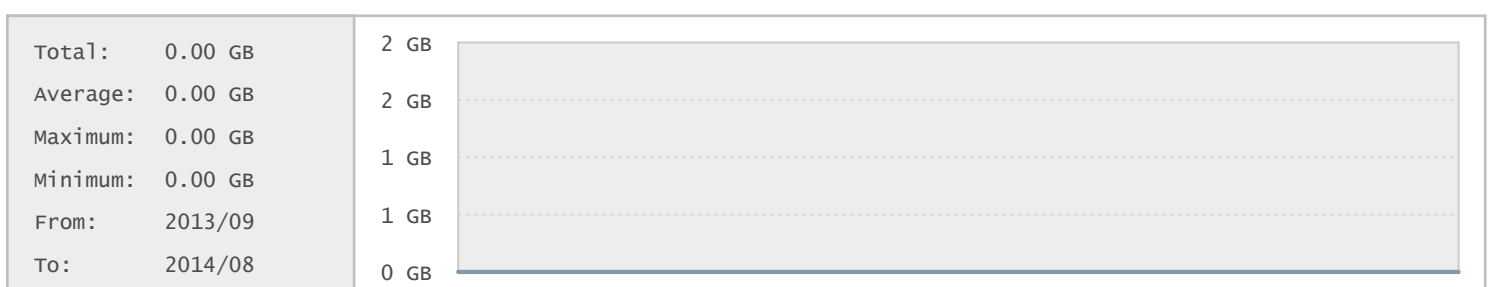 Total: 0.00 GB
Average: 0.00 GB
Maximum: 0.00 GB
Minimum: 0.00 GB
From: 2013/09
To: 2014/08
2 GB
2 GB
1 GB
1 GB
0 GB